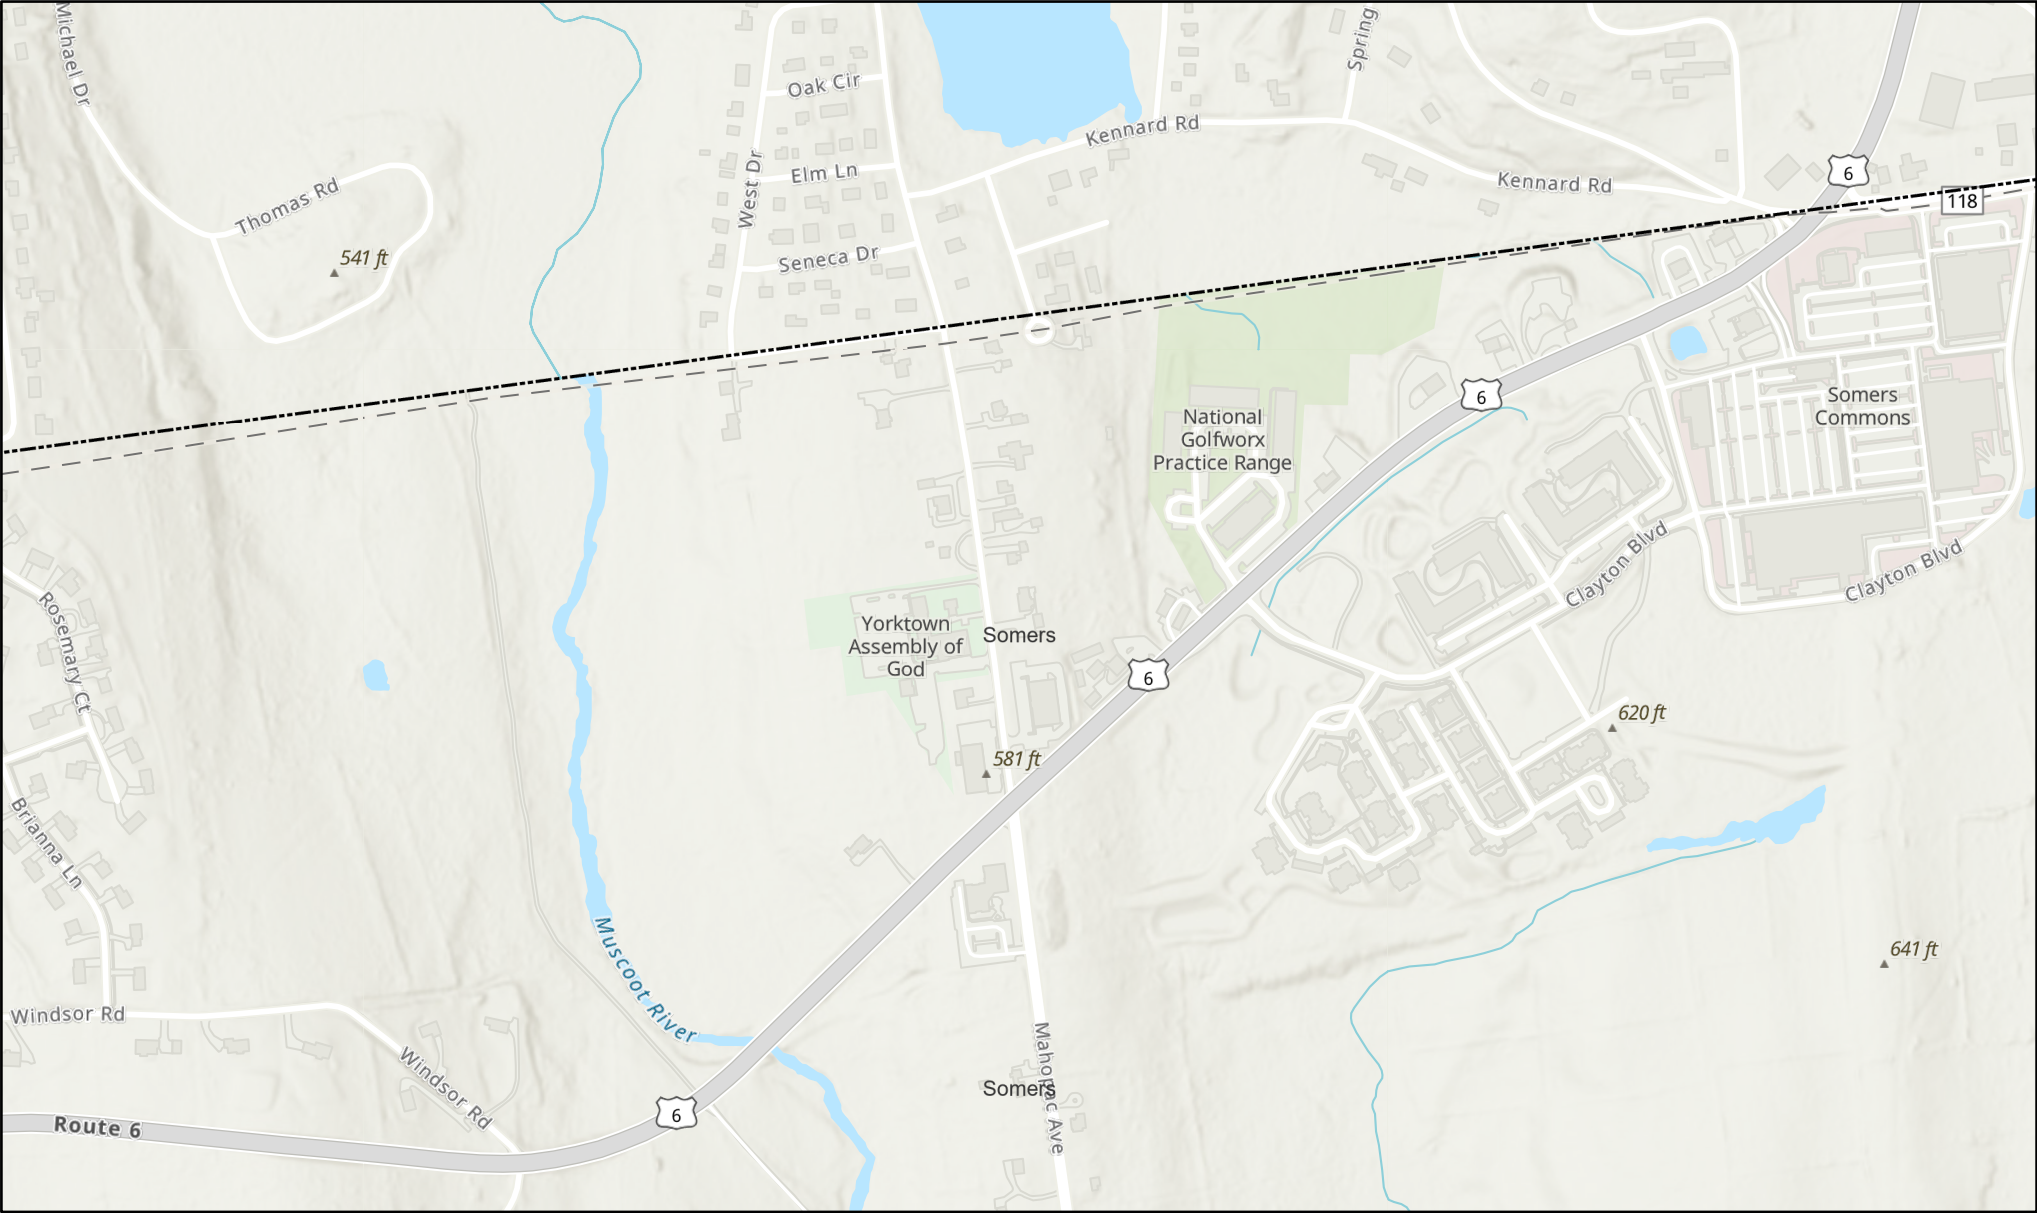 Michael Dr
Spring
Oak Cir
Kennard Rd
Elm Ln
West Dr
Thomas Rd
Kennard Rd
6
118
541 ft
Seneca Dr
6
Somers
Commons
National
Golfworx
Practice Range
Clayton Blvd
Clayton Blvd
Rosemary Ct
Yorktown
Assembly of
God
Somers
6
620 ft
581 ft
Brianna Ln
641 ft
Muscoot River
Windsor Rd
Windsor Rd
Mahopac Ave
Somers
6
Route 6